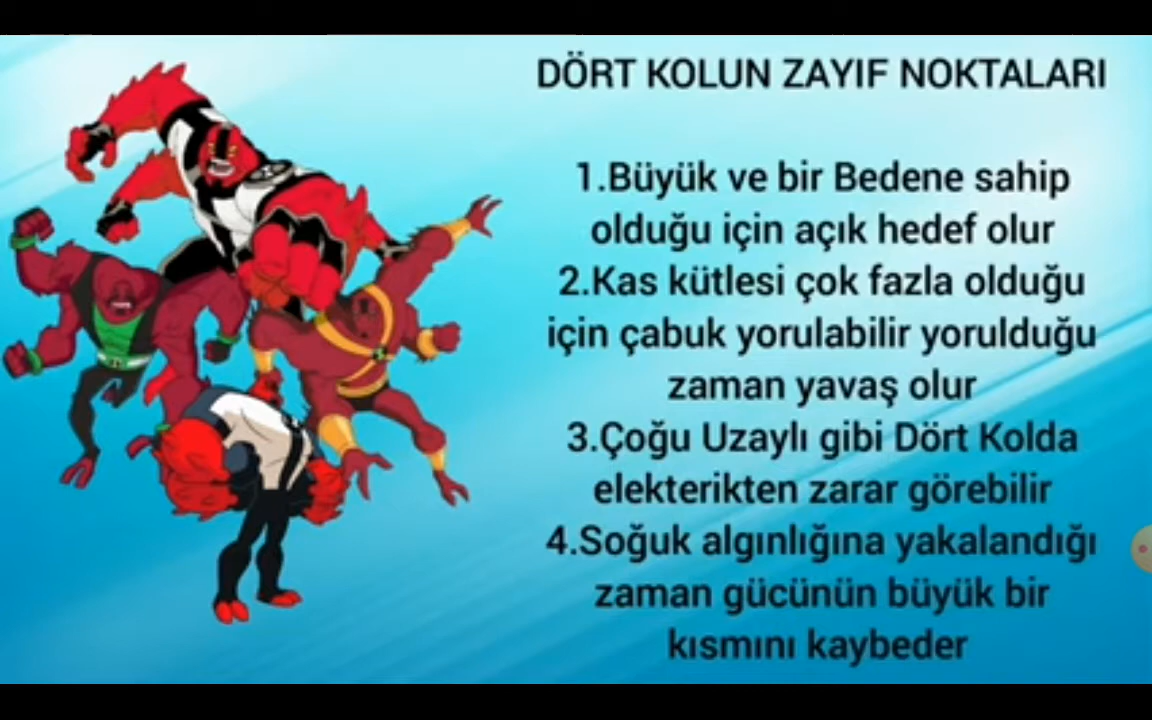 DÖRT KOLUN ZAYIF NOKTALARI
1.Büyük ve bir Bedene sahip
olduğu için açık hedef olur
2.Kas kütlesi çok fazla olduğu
için çabuk yorulabilir yorulduğu
zaman yavaş olur
3.Çoğu Uzaylı gibi Dört Kolda
elekterikten zarar görebilir
4.Soğuk algınlığına yakalandığı
zaman gücünün büyük bir
kısmını kaybeder